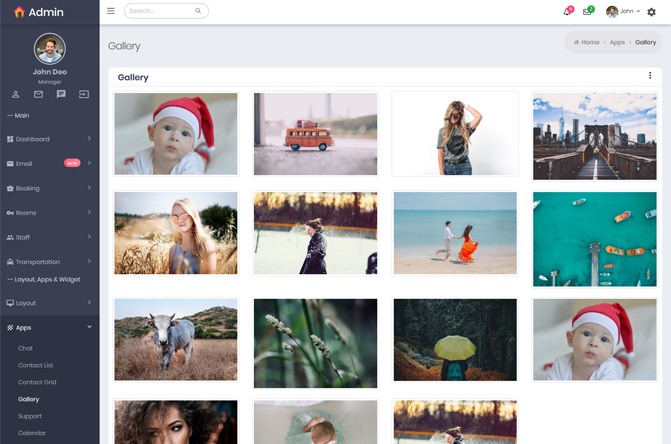 Admin
Search...
6
2
John
Gallery
Home > Apps > Gallery
John Deo
Manager
Gallery
-- Main
Dashboard
Email NEW
Booking
Rooms
Staff
Transportation
-- Layout, Apps & Widget
Layout
Apps
Chat
Contact List
Contact Grid
Gallery
Support
Calendar